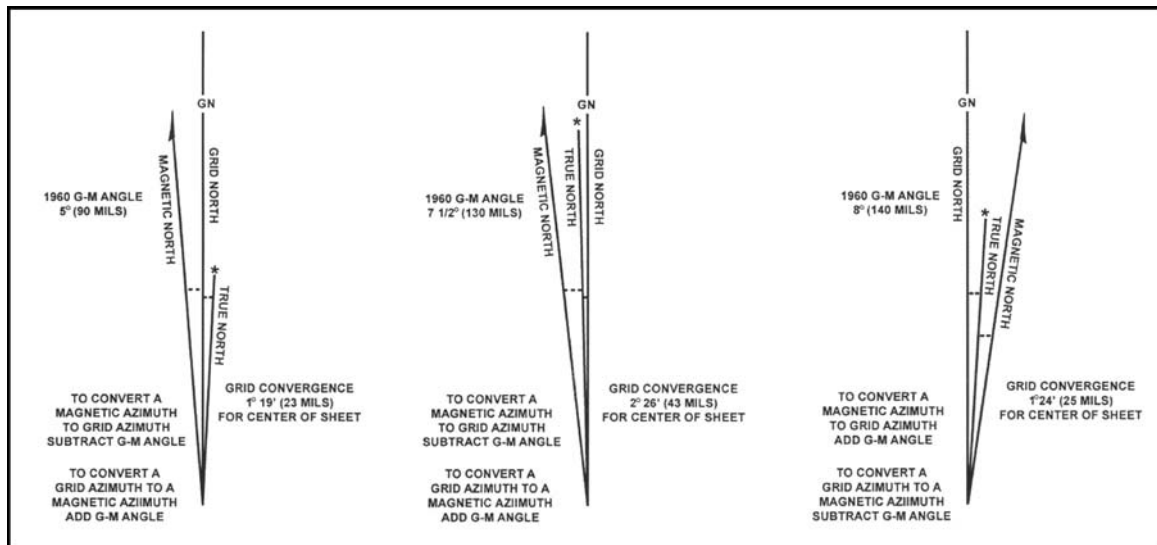 GN
MAGNETIC NORTH
GRID NORTH
1960 G-M ANGLE
5° (90 MILS)
*
TRUE NORTH
GRID CONVERGENCE
1° 19' (23 MILS)
FOR CENTER OF SHEET
TO CONVERT A
MAGNETIC AZIMUTH
TO GRID AZIMUTH
SUBTRACT G-M ANGLE
TO CONVERT A
GRID AZIMUTH TO A
MAGNETIC AZIIMUTH
ADD G-M ANGLE
GN
*
MAGNETIC NORTH
TRUE NORTH
GRID NORTH
1960 G-M ANGLE
7 1/2° (130 MILS)
GRID CONVERGENCE
2° 26' (43 MILS)
FOR CENTER OF SHEET
TO CONVERT A
MAGNETIC AZIMUTH
TO GRID AZIMUTH
SUBTRACT G-M ANGLE
TO CONVERT A
GRID AZIMUTH TO A
MAGNETIC AZIIMUTH
ADD G-M ANGLE
GN
GRID NORTH
*
TRUE NORTH
MAGNETIC NORTH
1960 G-M ANGLE
8° (140 MILS)
GRID CONVERGENCE
1°24' (25 MILS)
FOR CENTER OF SHEET
TO CONVERT A
MAGNETIC AZIMUTH
TO GRID AZIMUTH
ADD G-M ANGLE
TO CONVERT A
GRID AZIMUTH TO A
MAGNETIC AZIIMUTH
SUBTRACT G-M ANGLE